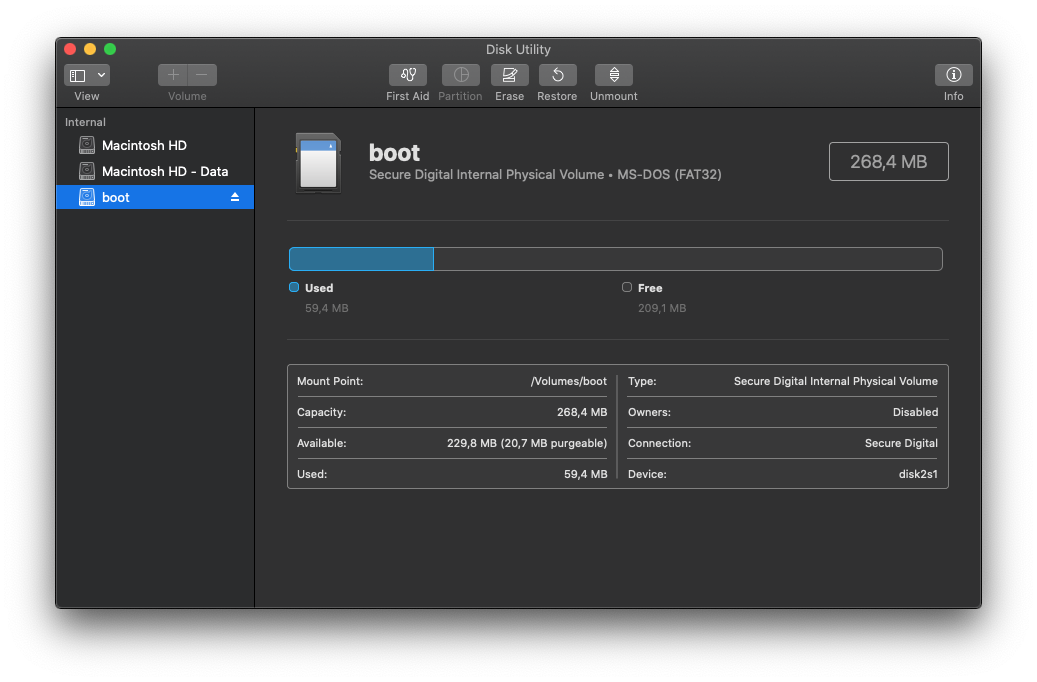 Disk Utility
View
Volume
First Aid
Partition
Erase
Restore
Unmount
Info
Internal
Macintosh HD
Macintosh HD - Data
boot
boot
Secure Digital Internal Physical Volume • MS-DOS (FAT32)
268,4 MB
Used
59,4 MB
Free
209,1 MB
Mount Point: /Volumes/boot
Capacity: 268,4 MB
Available: 229,8 MB (20,7 MB purgeable)
Used: 59,4 MB
Type: Secure Digital Internal Physical Volume
Owners: Disabled
Connection: Secure Digital
Device: disk2s1